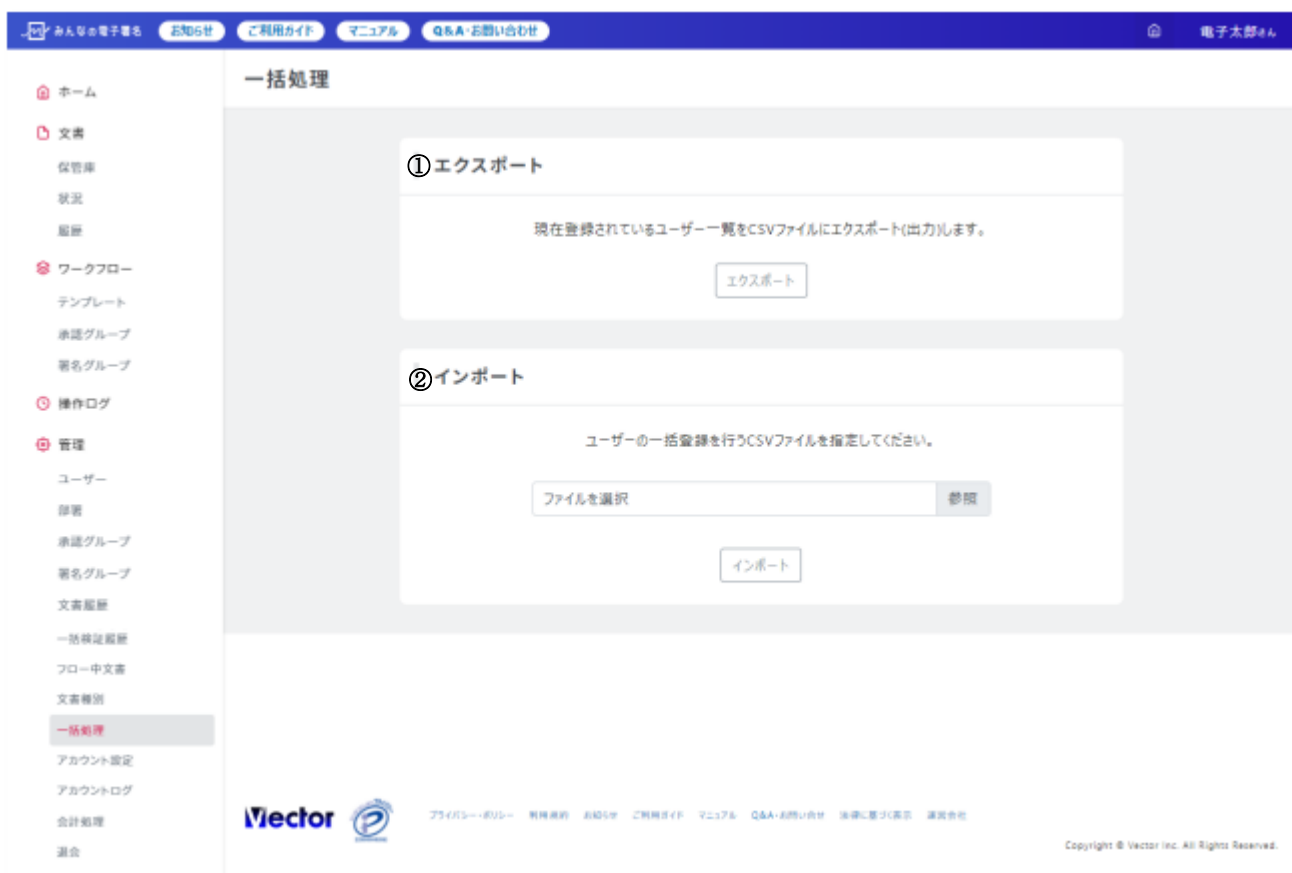 みんなの電子署名 お知らせ ご利用ガイド マニュアル Q&A・お問い合わせ 電子太郎さん
一括処理
ホーム
文書
保管庫
状況
履歴
ワークフロー
テンプレート
承認グループ
署名グループ
操作ログ
管理
ユーザー
部署
承認グループ
署名グループ
文書履歴
一括検証履歴
フロー中文書
文書種別
一括処理
アカウント設定
アカウントログ
会計処理
退会
①エクスポート
現在登録されているユーザー一覧をCSVファイルにエクスポート(出力)します。
エクスポート
②インポート
ユーザーの一括登録を行うCSVファイルを指定してください。
ファイルを選択 参照
インポート
Vector
プライバシー・ポリシー 利用規約 お知らせ ご利用ガイド マニュアル Q&A・お問い合せ 法律に基づく表示 運営会社
Copyright © Vector Inc. All Rights Reserved.